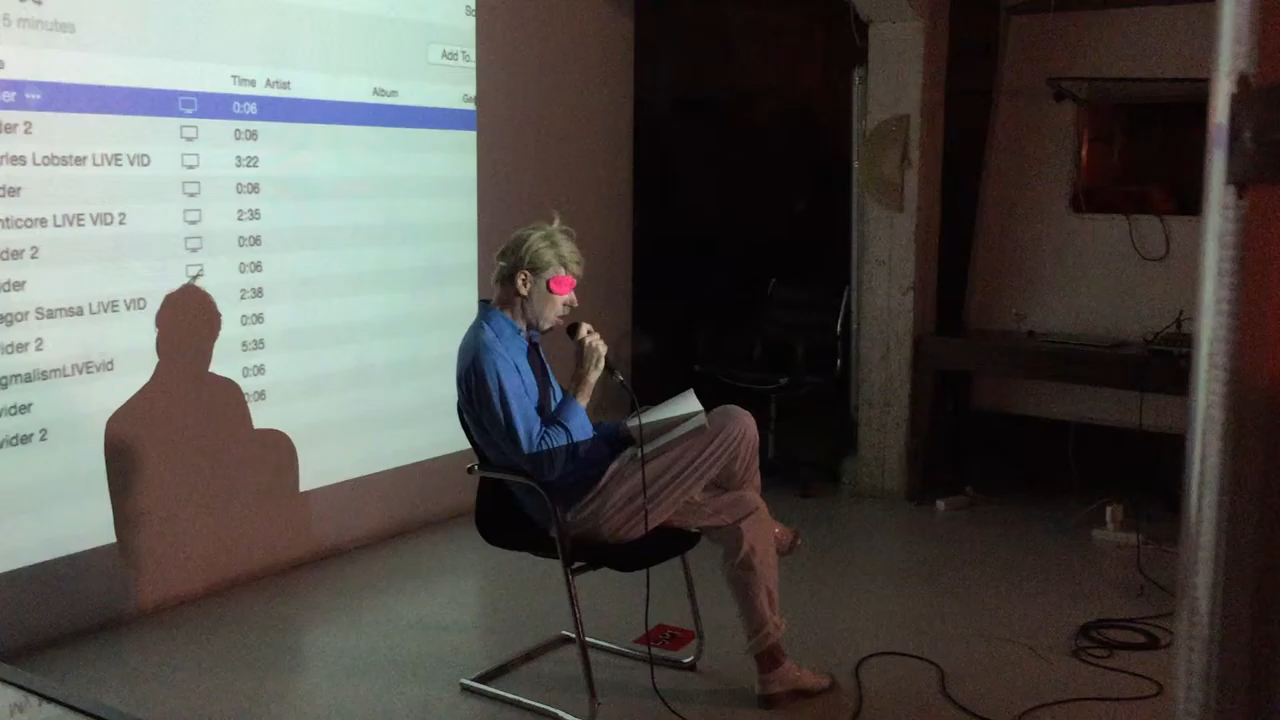 5 minutes
Add To...
Time Artist Album
er ... 0:06
der 2 0:06
rles Lobster LIVE VID 3:22
der 0:06
nticore LIVE VID 2 2:35
der 2 0:06
ider 0:06
egor Samsa LIVE VID 2:38
ider 2 0:06
gmalismLIVEvid 5:35
vider 0:06
vider 2 0:06